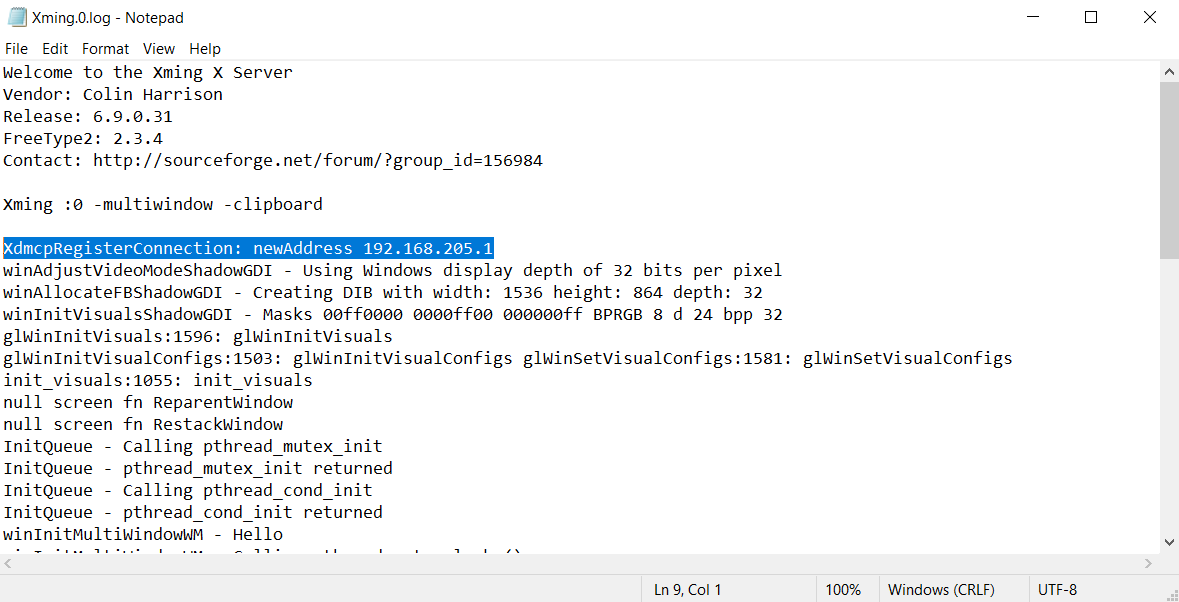 Xming.0.log - Notepad
File Edit Format View Help
Welcome to the Xming X Server
Vendor: Colin Harrison
Release: 6.9.0.31
FreeType2: 2.3.4
Contact: http://sourceforge.net/forum/?group_id=156984
Xming :0 -multiwindow -clipboard
XdmcpRegisterConnection: newAddress 192.168.205.1
winAdjustVideoModeShadowGDI - Using Windows display depth of 32 bits per pixel
winAllocateFBShadowGDI - Creating DIB with width: 1536 height: 864 depth: 32
winInitVisualsShadowGDI - Masks 00ff0000 0000ff00 000000ff BPRGB 8 d 24 bpp 32
glWinInitVisuals:1596: glWinInitVisuals
glWinInitVisualConfigs:1503: glWinInitVisualConfigs glWinSetVisualConfigs:1581: glWinSetVisualConfigs
init_visuals:1055: init_visuals
null screen fn ReparentWindow
null screen fn RestackWindow
InitQueue - Calling pthread_mutex_init
InitQueue - pthread_mutex_init returned
InitQueue - Calling pthread_cond_init
InitQueue - pthread_cond_init returned
winInitMultiWindowWM - Hello
Ln 9, Col 1 100% Windows (CRLF) UTF-8